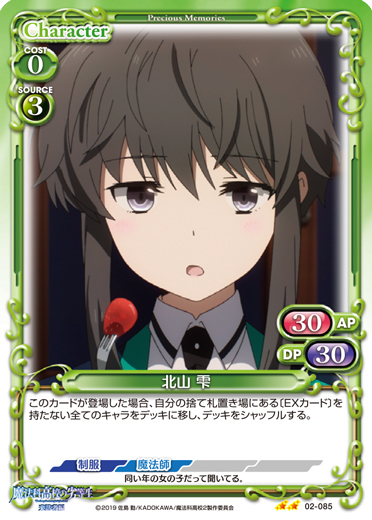 Precious Memories
Character
COST
0
SOURCE
3
30 AP
DP 30
北山 雫
このカードが登場した場合、自分の捨て札置き場にある〔EXカード〕を
持たない全てのキャラをデッキに移し、デッキをシャッフルする。
制服 魔法師
同い年の女の子だって聞いてる。
魔法科高校の劣等生
来訪者編
©2019 佐島 勤/KADOKAWA/魔法科高校2製作委員会
02-085